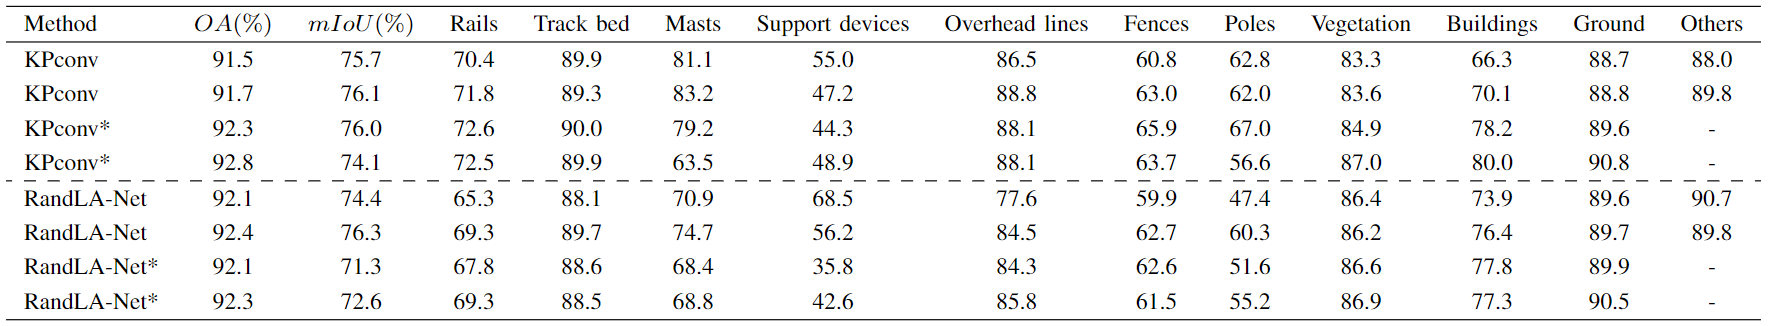 Method OA(%) mIoU(%) Rails Track bed Masts Support devices Overhead lines Fences Poles Vegetation Buildings Ground Others
KPconv 91.5 75.7 70.4 89.9 81.1 55.0 86.5 60.8 62.8 83.3 66.3 88.7 88.0
KPconv 91.7 76.1 71.8 89.3 83.2 47.2 88.8 63.0 62.0 83.6 70.1 88.8 89.8
KPconv* 92.3 76.0 72.6 90.0 79.2 44.3 88.1 65.9 67.0 84.9 78.2 89.6 -
KPconv* 92.8 74.1 72.5 89.9 63.5 48.9 88.1 63.7 56.6 87.0 80.0 90.8 -
RandLA-Net 92.1 74.4 65.3 88.1 70.9 68.5 77.6 59.9 47.4 86.4 73.9 89.6 90.7
RandLA-Net 92.4 76.3 69.3 89.7 74.7 56.2 84.5 62.7 60.3 86.2 76.4 89.7 89.8
RandLA-Net* 92.1 71.3 67.8 88.6 68.4 35.8 84.3 62.6 51.6 86.6 77.8 89.9 -
RandLA-Net* 92.3 72.6 69.3 88.5 68.8 42.6 85.8 61.5 55.2 86.9 77.3 90.5 -